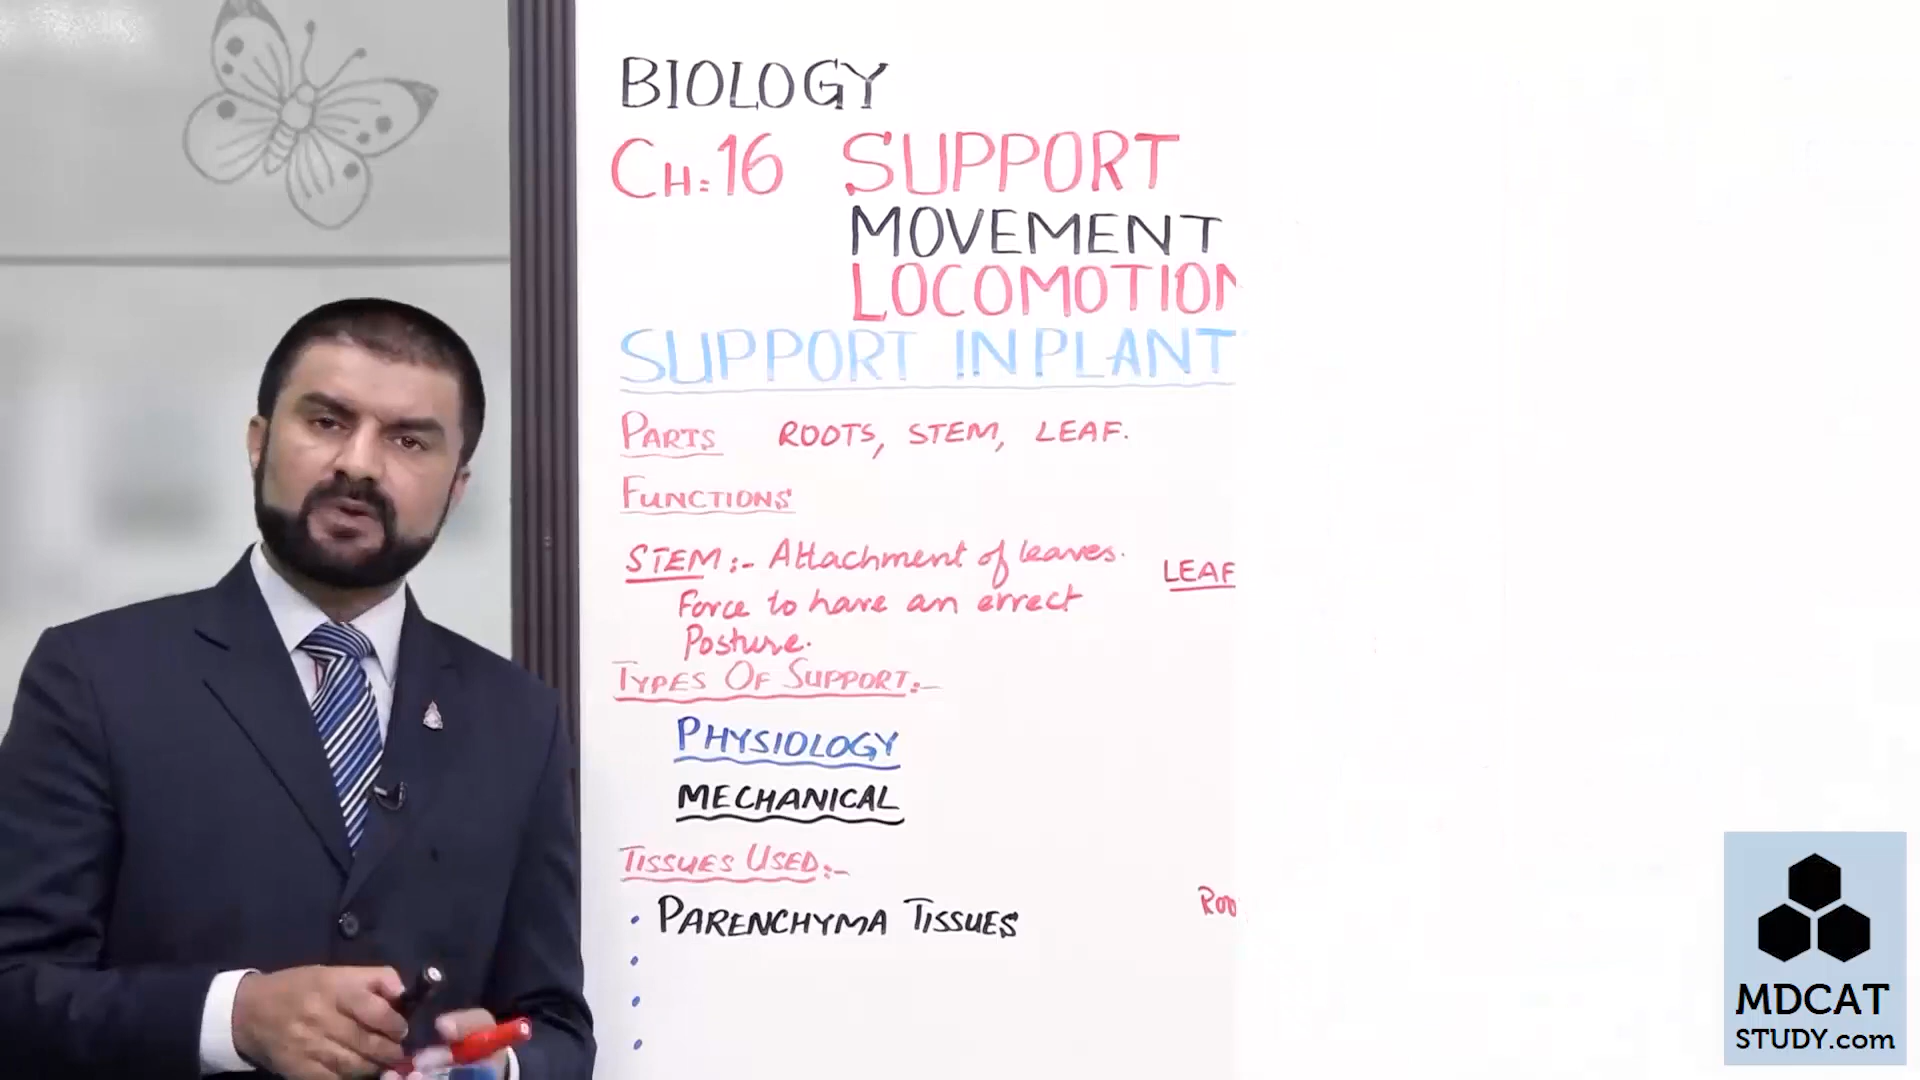 BIOLOGY
CH:16 SUPPORT
MOVEMENT
LOCOMOTION
SUPPORT IN PLANT
PARTS ROOTS, STEM, LEAF.
FUNCTIONS
STEM:- Attachment of leaves.
Force to have an errect
Posture.
LEAF
TYPES OF SUPPORT:-
PHYSIOLOGY
MECHANICAL
TISSUES USED:-
• PARENCHYMA TISSUES
•
•
•
Roo
MDCAT
STUDY.com